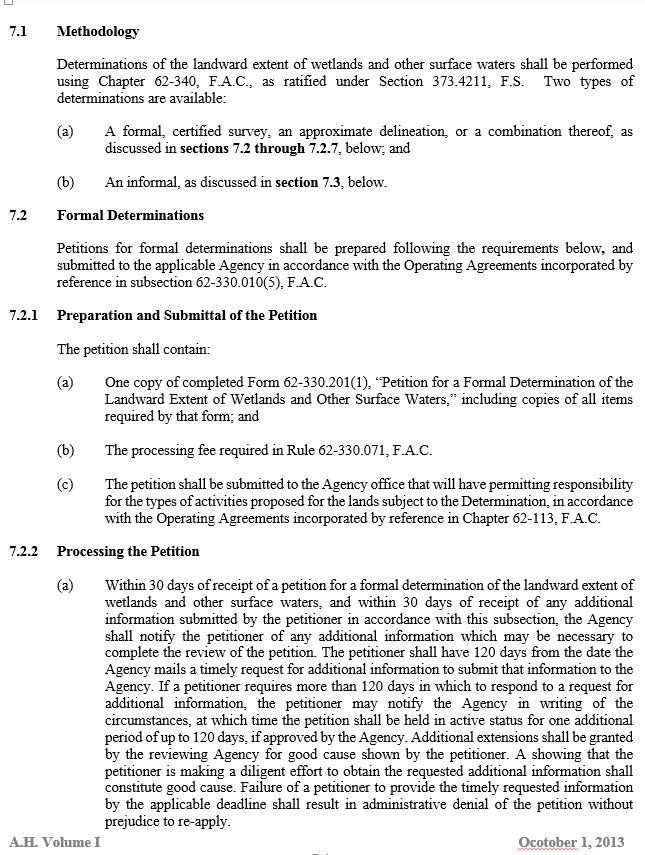 7.1 Methodology
Determinations of the landward extent of wetlands and other surface waters shall be performed
using Chapter 62-340, F.A.C., as ratified under Section 373.4211, F.S. Two types of
determinations are available:
(a) A formal, certified survey, an approximate delineation, or a combination thereof, as
discussed in sections 7.2 through 7.2.7, below; and
(b) An informal, as discussed in section 7.3, below.
7.2 Formal Determinations
Petitions for formal determinations shall be prepared following the requirements below, and
submitted to the applicable Agency in accordance with the Operating Agreements incorporated by
reference in subsection 62-330.010(5), F.A.C.
7.2.1 Preparation and Submittal of the Petition
The petition shall contain:
(a) One copy of completed Form 62-330.201(1), “Petition for a Formal Determination of the
Landward Extent of Wetlands and Other Surface Waters,” including copies of all items
required by that form; and
(b) The processing fee required in Rule 62-330.071, F.A.C.
(c) The petition shall be submitted to the Agency office that will have permitting responsibility
for the types of activities proposed for the lands subject to the Determination, in accordance
with the Operating Agreements incorporated by reference in Chapter 62-113, F.A.C.
7.2.2 Processing the Petition
(a) Within 30 days of receipt of a petition for a formal determination of the landward extent of
wetlands and other surface waters, and within 30 days of receipt of any additional
information submitted by the petitioner in accordance with this subsection, the Agency
shall notify the petitioner of any additional information which may be necessary to
complete the review of the petition. The petitioner shall have 120 days from the date the
Agency mails a timely request for additional information to submit that information to the
Agency. If a petitioner requires more than 120 days in which to respond to a request for
additional information, the petitioner may notify the Agency in writing of the
circumstances, at which time the petition shall be held in active status for one additional
period of up to 120 days, if approved by the Agency. Additional extensions shall be granted
by the reviewing Agency for good cause shown by the petitioner. A showing that the
petitioner is making a diligent effort to obtain the requested additional information shall
constitute good cause. Failure of a petitioner to provide the timely requested information
by the applicable deadline shall result in administrative denial of the petition without
prejudice to re-apply.
A.H. Volume I Ocotober 1, 2013